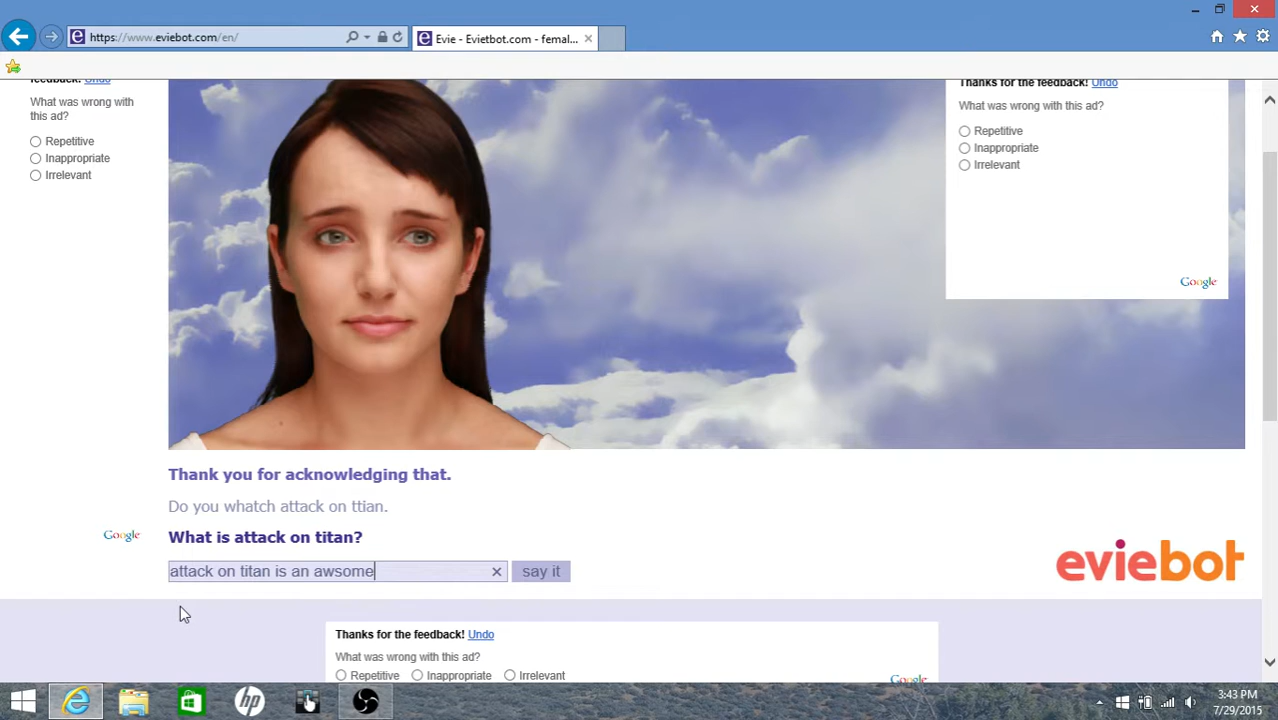 https://www.eviebot.com/en/
Evie - Eviebot.com - femal...
feedback! Undo
What was wrong with
this ad?
Repetitive
Inappropriate
Irrelevant
Thanks for the feedback! Undo
What was wrong with this ad?
Repetitive
Inappropriate
Irrelevant
Google
Thank you for acknowledging that.
Do you whatch attack on ttian.
Google
What is attack on titan?
attack on titan is an awsome
say it
eviebot
Thanks for the feedback! Undo
What was wrong with this ad?
Repetitive Inappropriate Irrelevant
Google
hp
3:43 PM
7/29/2015